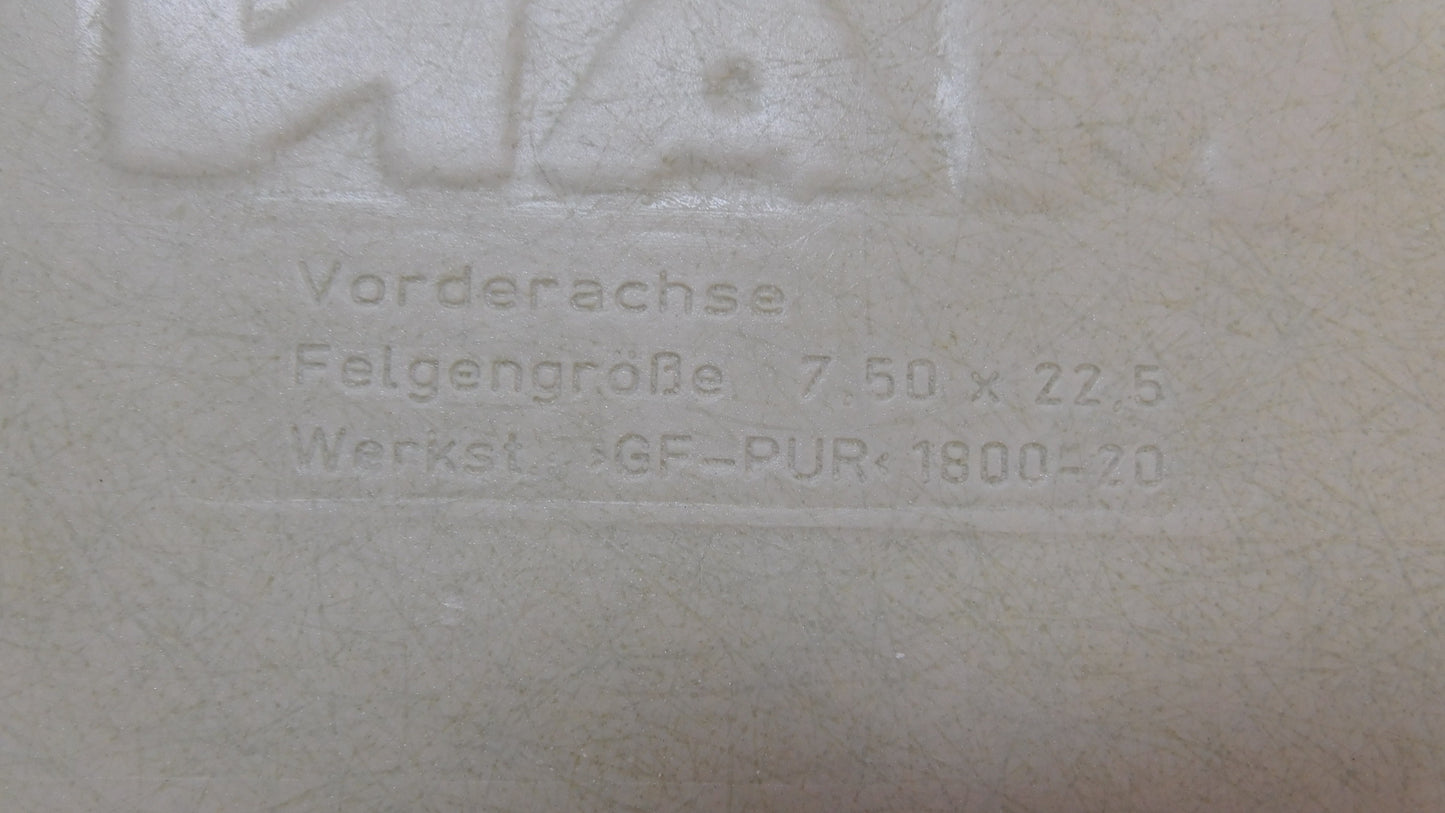 Vorderachse
Felgengröße 7.50 x 22.5
Werkst. >GF-PUR< 1800-20